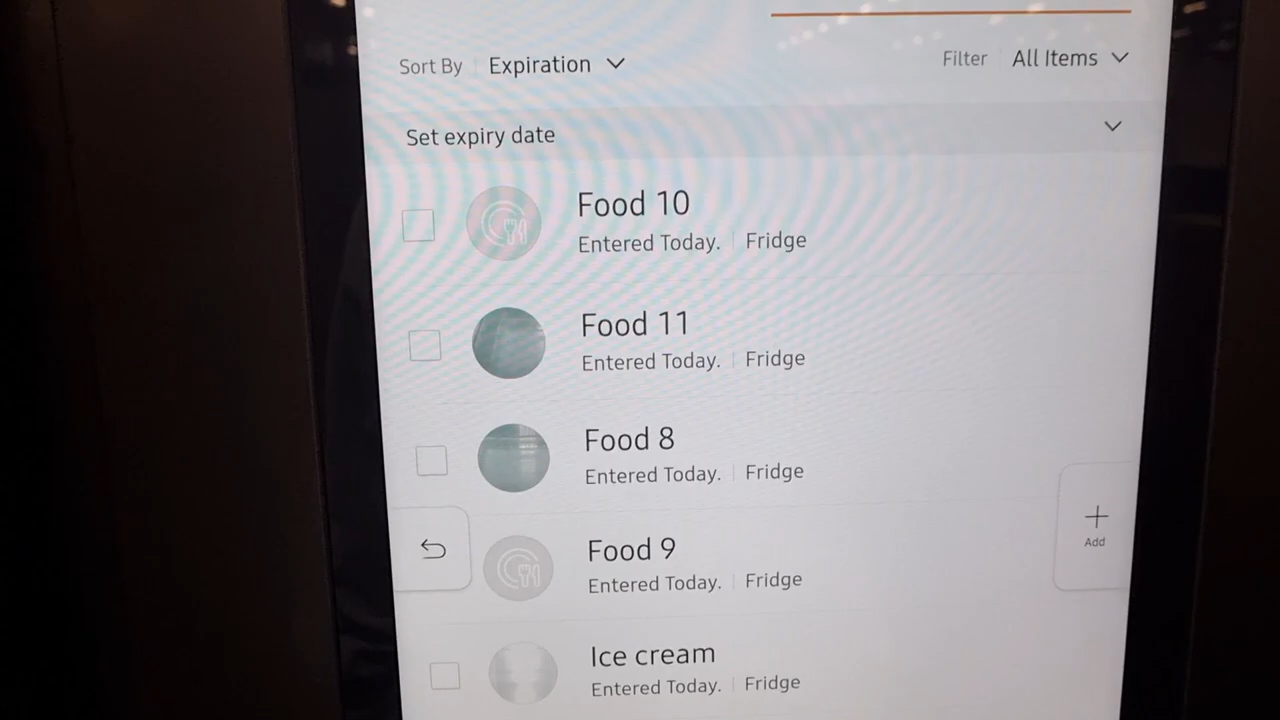 Sort By Expiration Filter All Items
Set expiry date
Food 10
Entered Today. Fridge
Food 11
Entered Today. Fridge
Food 8
Entered Today. Fridge
Food 9
Entered Today. Fridge
Add
Ice cream
Entered Today. Fridge